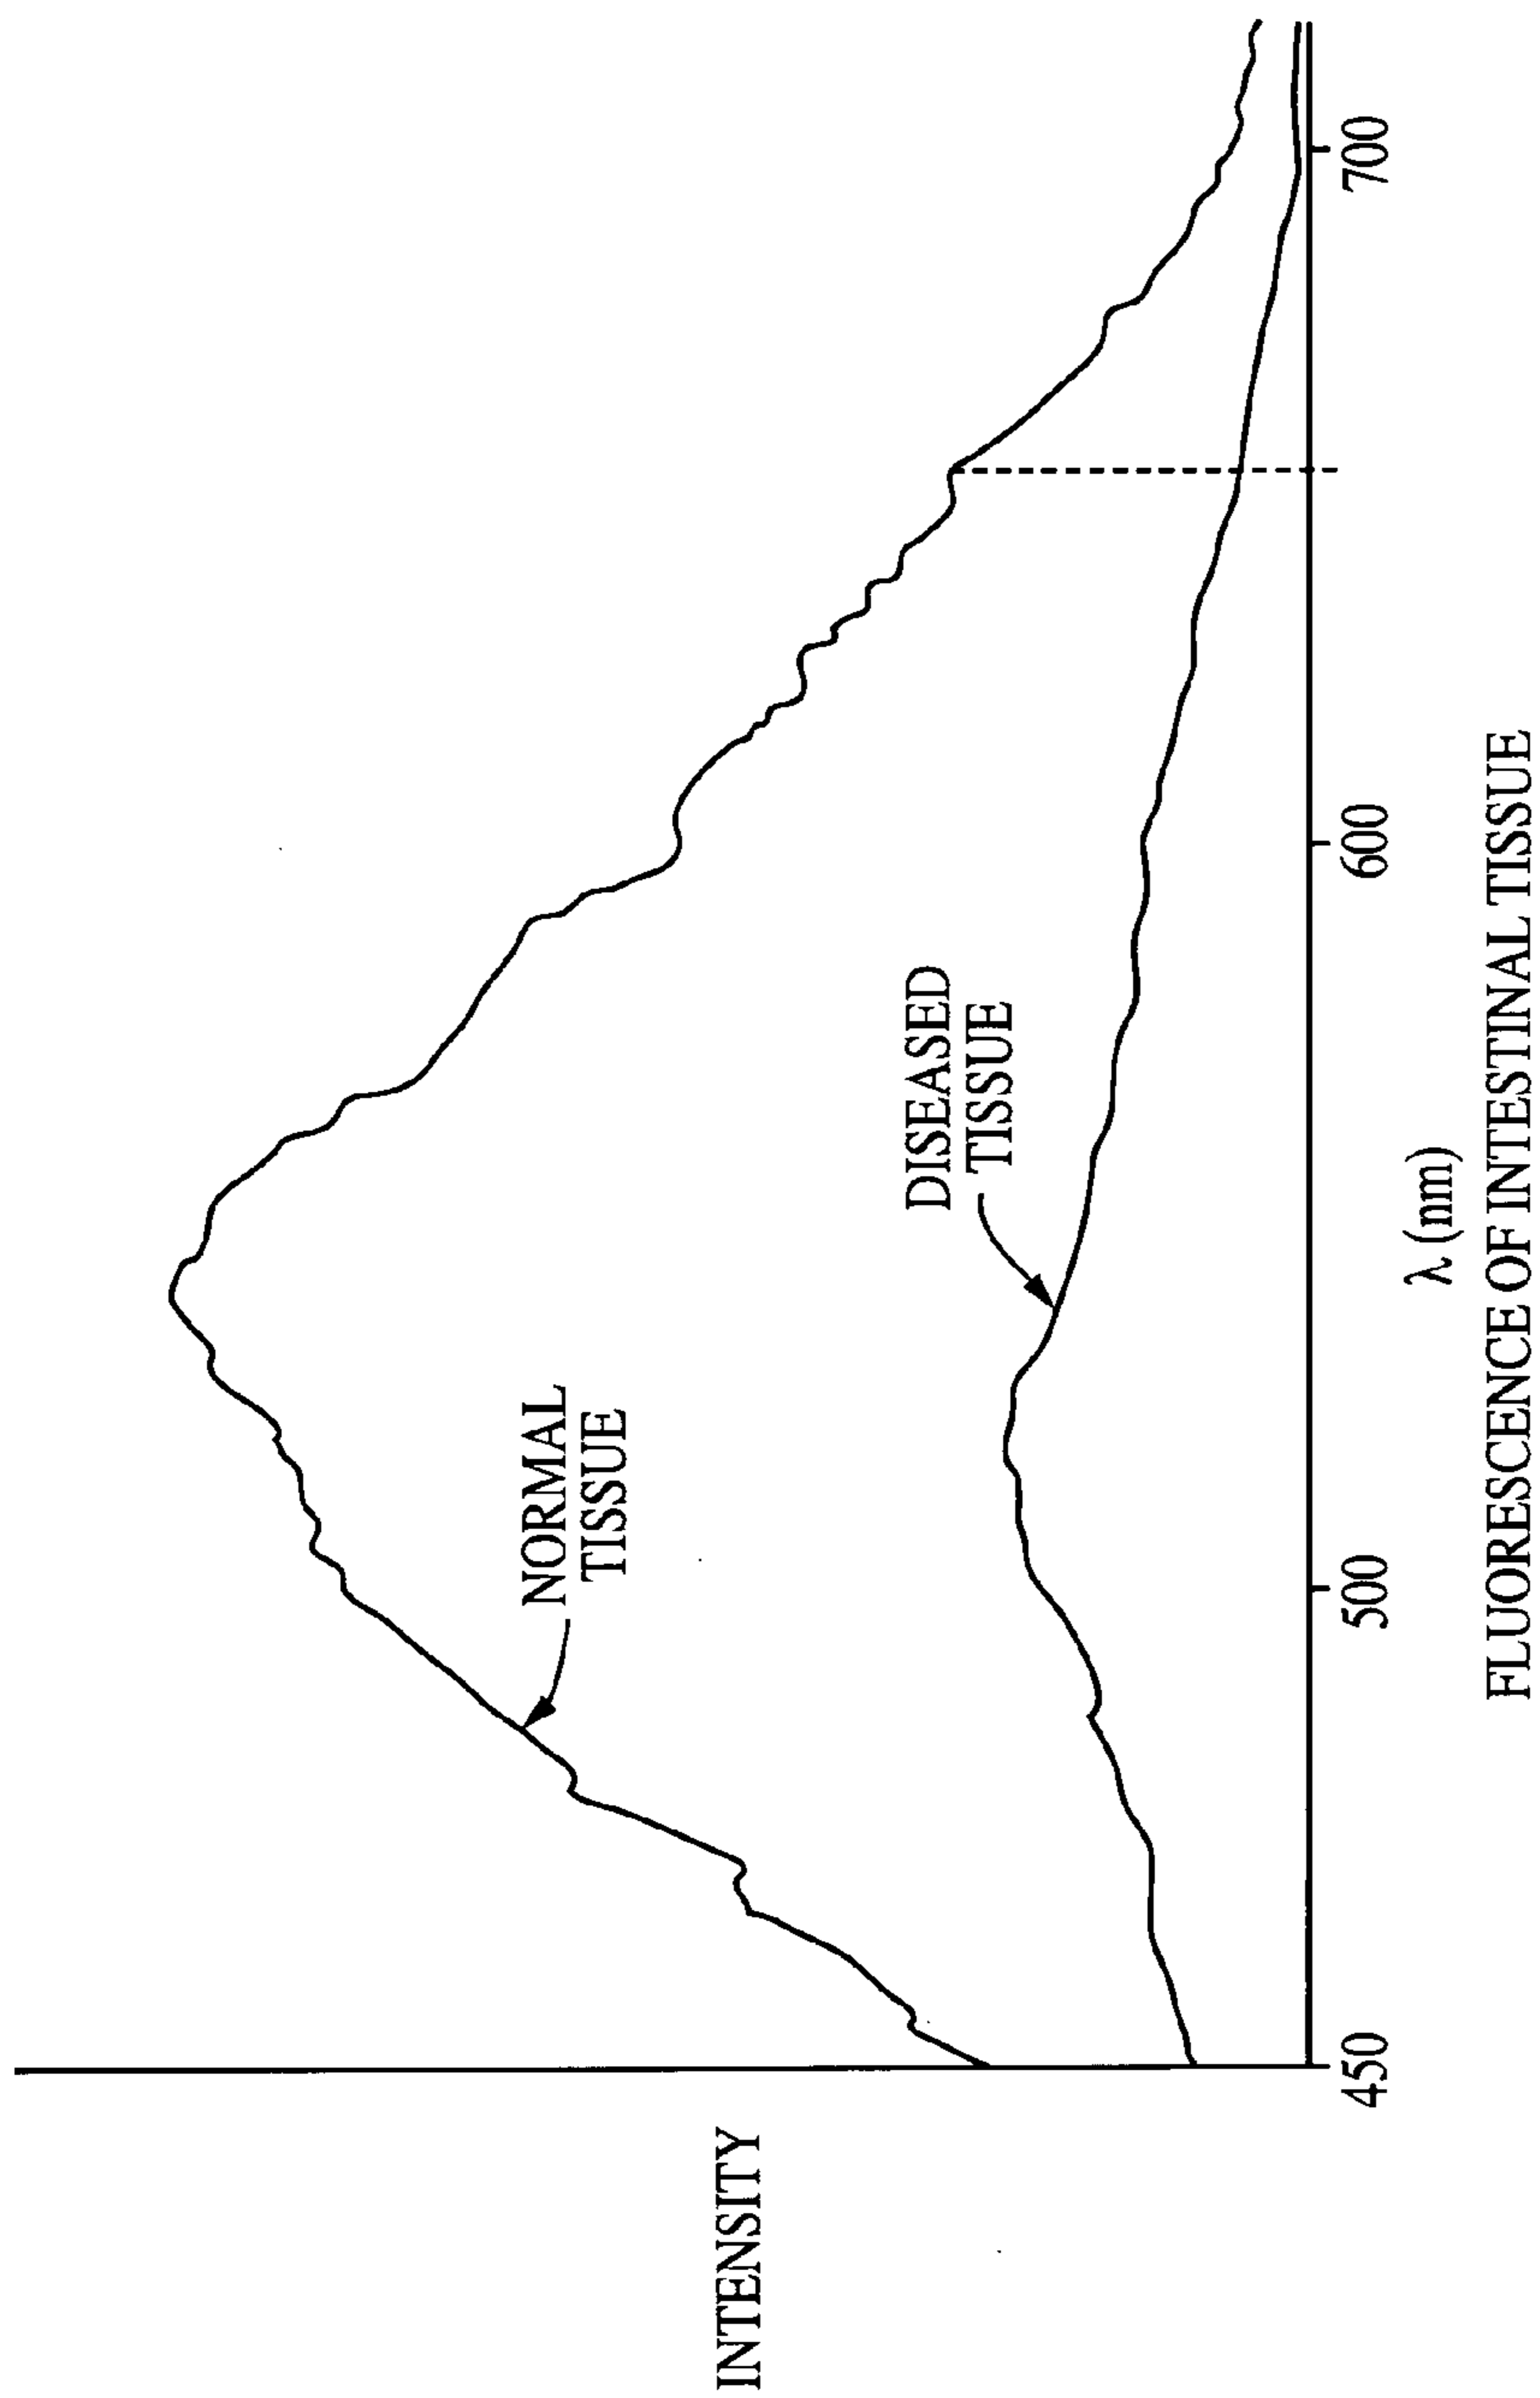 INTENSITY
NORMAL
TISSUE
DISEASED
TISSUE
450
500
600
700
λ (nm)
FLUORESCENCE OF INTESTINAL TISSUE